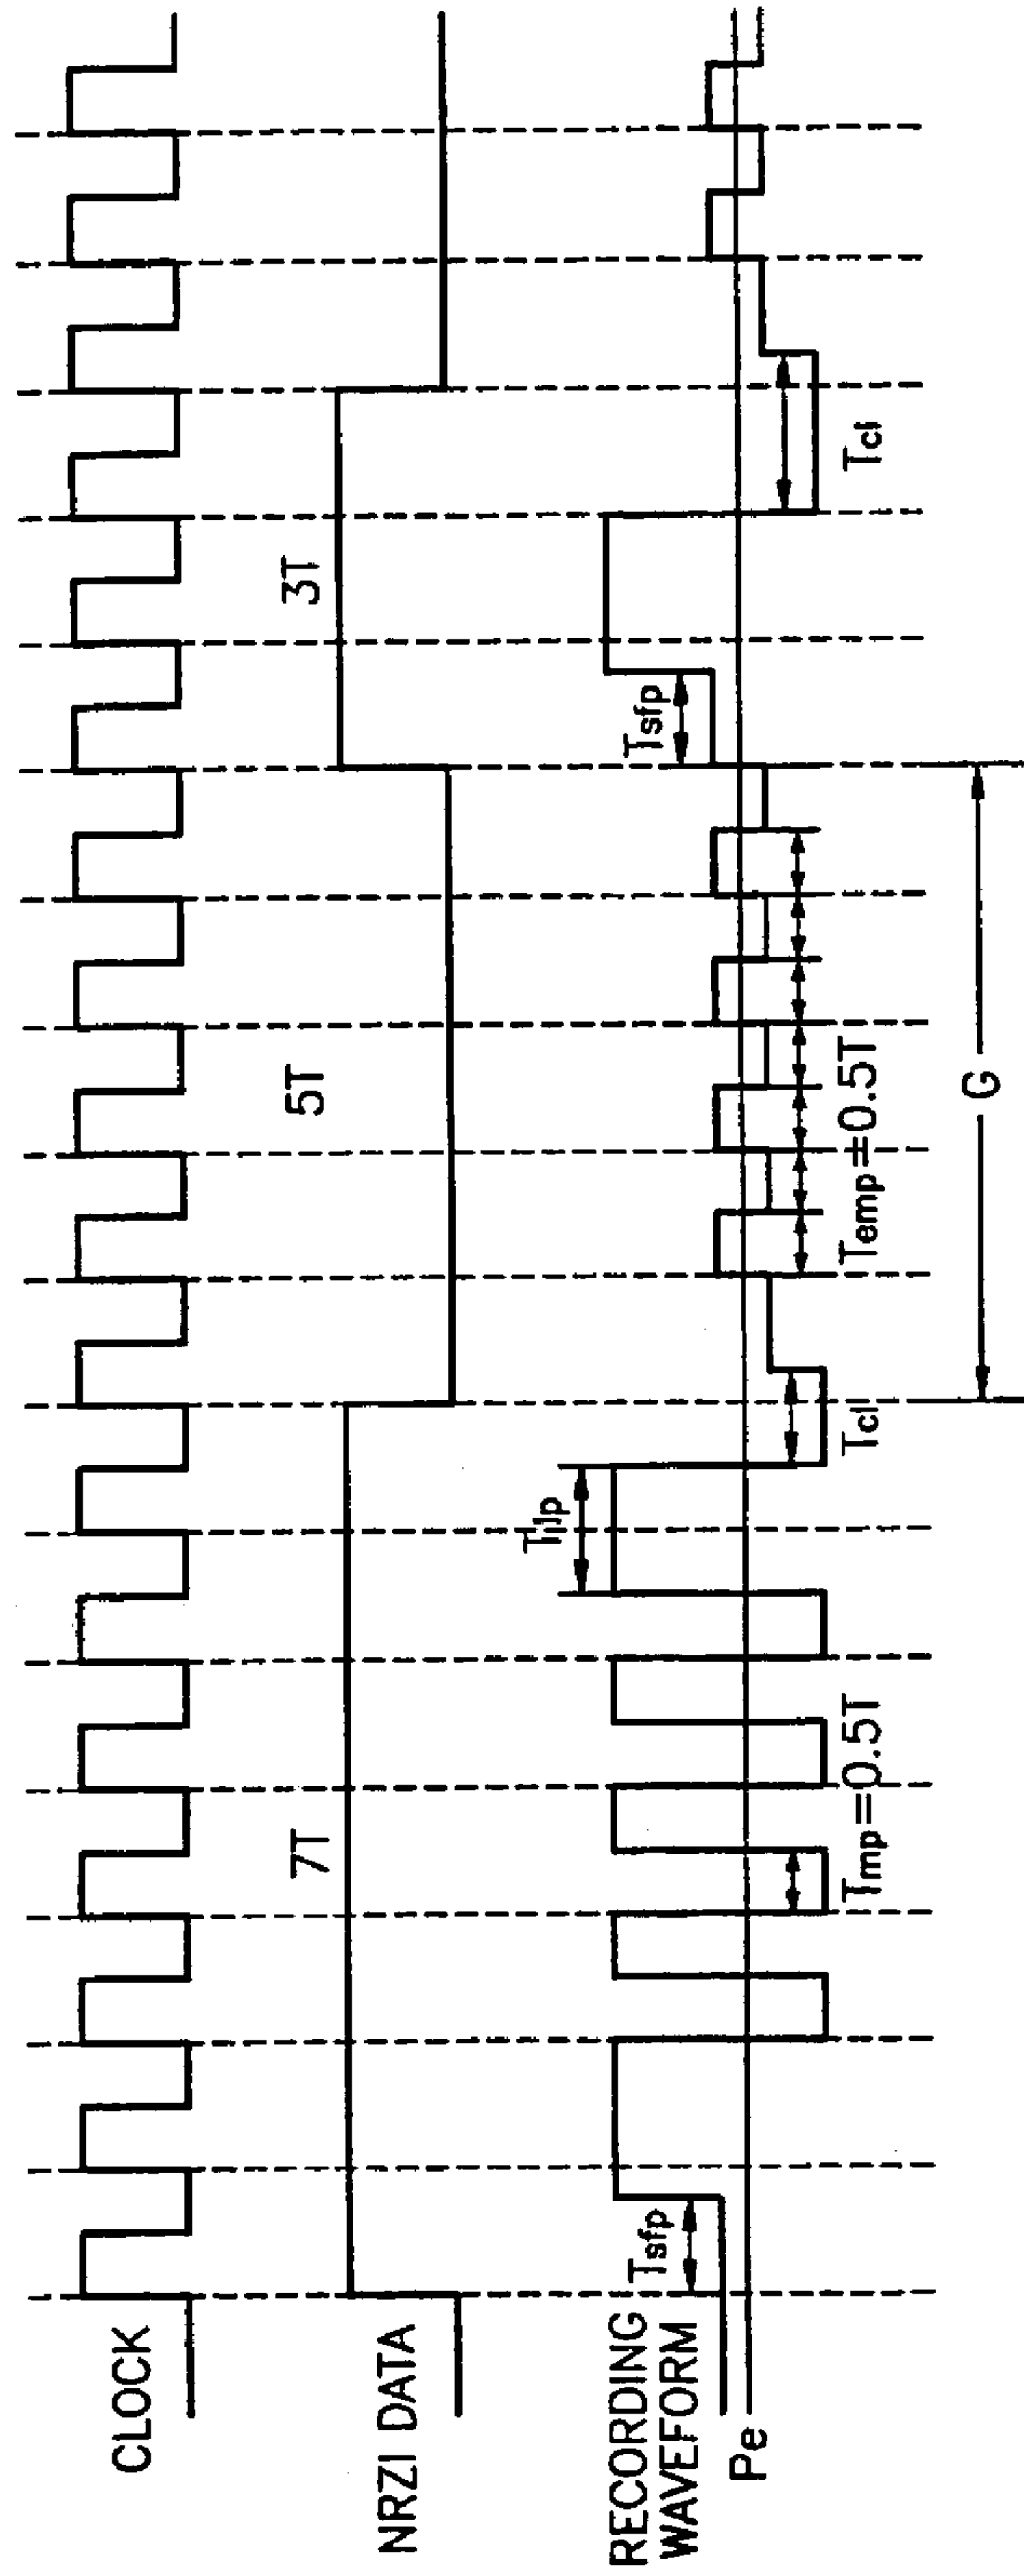 CLOCK
NRZI DATA
7T
5T
3T
RECORDING
WAVEFORM
Tsfp
Tlp
Tsfp
Pe
Tmp=0.5T
Tcl
Temp=0.5T
Tcl
G